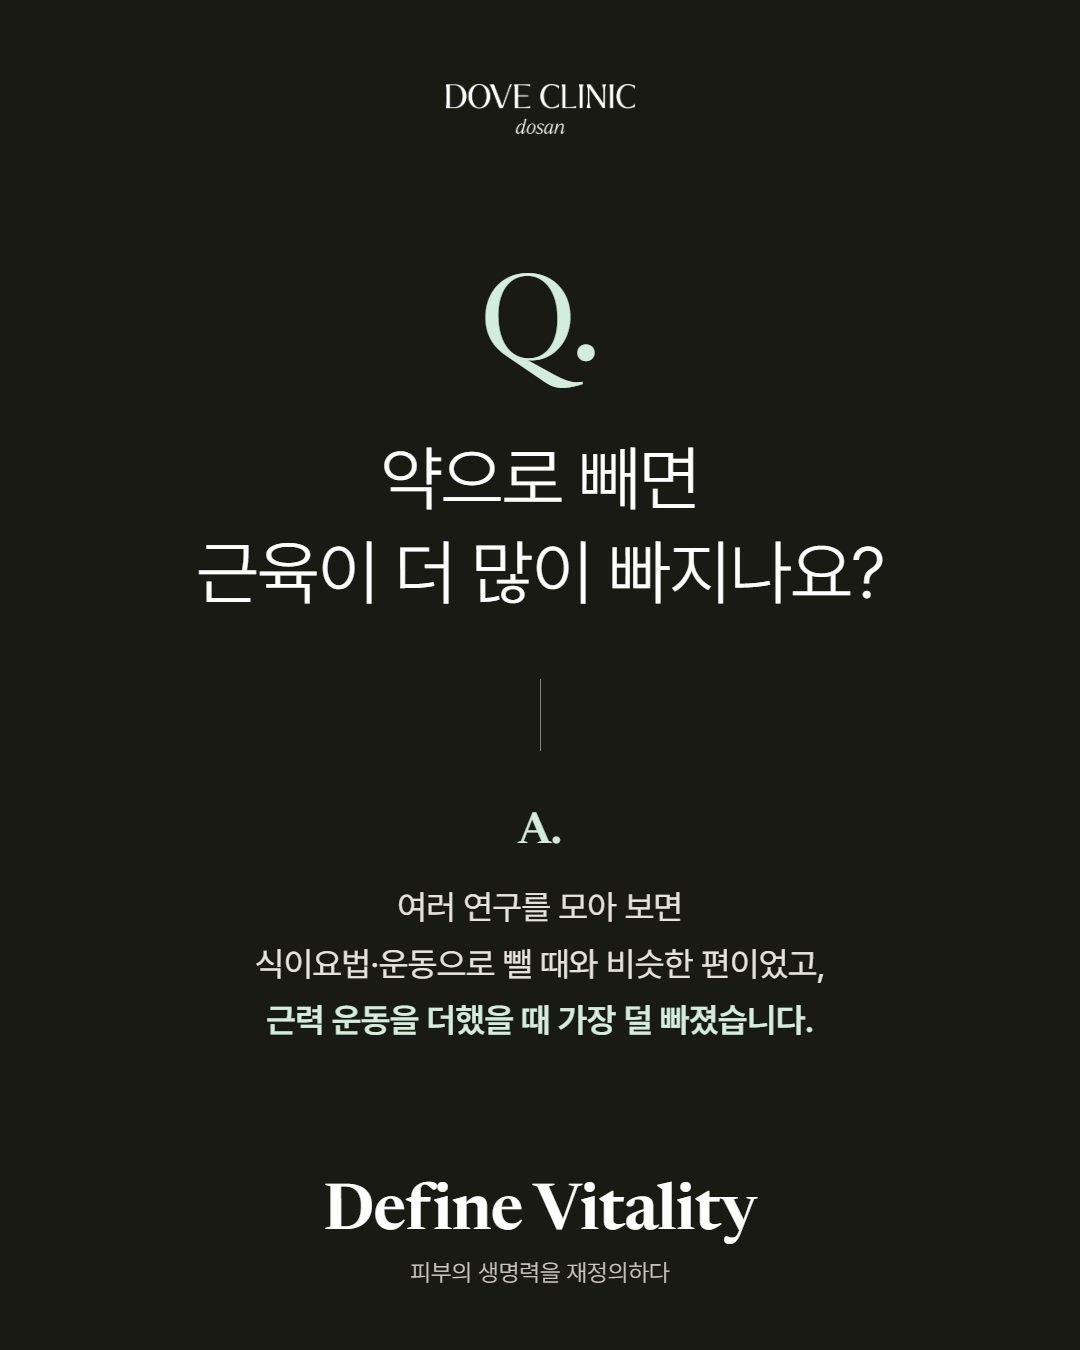 DOVE CLINIC
dosan
Q.
약으로 빼면
근육이 더 많이 빠지나요?
A.
여러 연구를 모아 보면
식이요법·운동으로 뺄 때와 비슷한 편이었고,
근력 운동을 더했을 때 가장 덜 빠졌습니다.
Define Vitality
피부의 생명력을 재정의하다